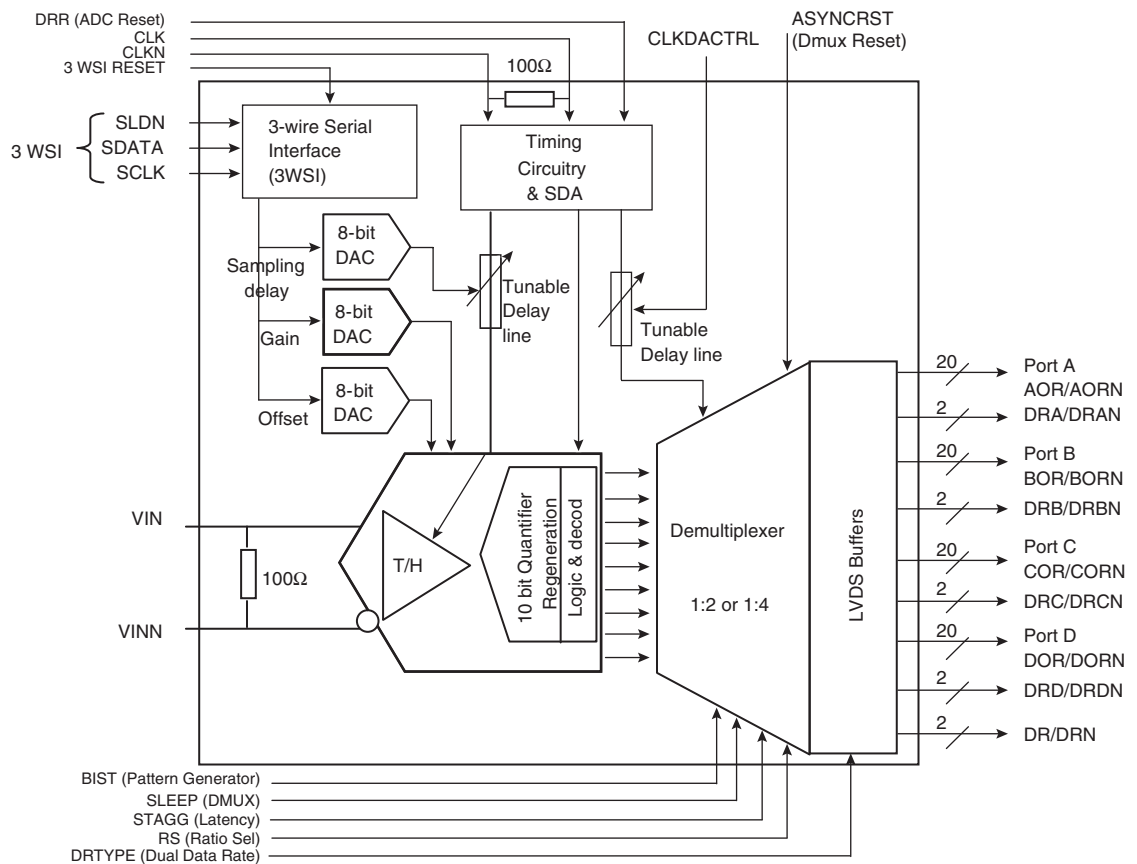 DRR (ADC Reset)
CLK
CLKN
3 WSI RESET
CLKDACTRL
ASYNCRST
(Dmux Reset)
100Ω
3 WSI
SLDN
SDATA
SCLK
3-wire Serial
Interface
(3WSI)
Timing
Circuitry
& SDA
8-bit
DAC
Sampling
delay
Tunable
Delay
line
8-bit
DAC
Gain
Tunable
Delay line
8-bit
DAC
Offset
VIN
100Ω
VINN
T/H
10 bit Quantifier
Regeneration
Logic & decod
Demultiplexer
1:2 or 1:4
LVDS Buffers
20
Port A
AOR/AORN
2
DRA/DRAN
20
Port B
BOR/BORN
2
DRB/DRBN
20
Port C
COR/CORN
2
DRC/DRCN
20
Port D
DOR/DORN
2
DRD/DRDN
2
DR/DRN
BIST (Pattern Generator)
SLEEP (DMUX)
STAGG (Latency)
RS (Ratio Sel)
DRTYPE (Dual Data Rate)